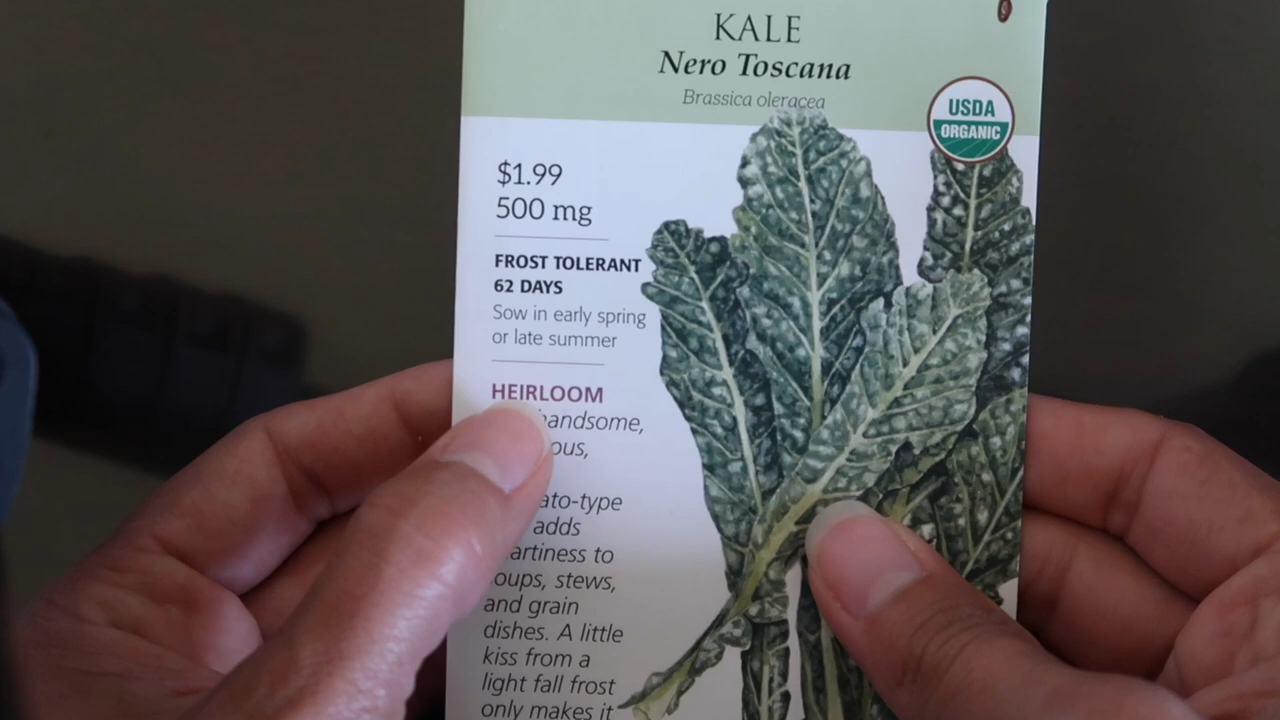 KALE
Nero Toscana
Brassica oleracea
USDA
ORGANIC
$1.99
500 mg
FROST TOLERANT
62 DAYS
Sow in early spring
or late summer
HEIRLOOM
handsome,
adds
to
stews,
and grain
dishes. A little
kiss from a
light fall frost
only makes it